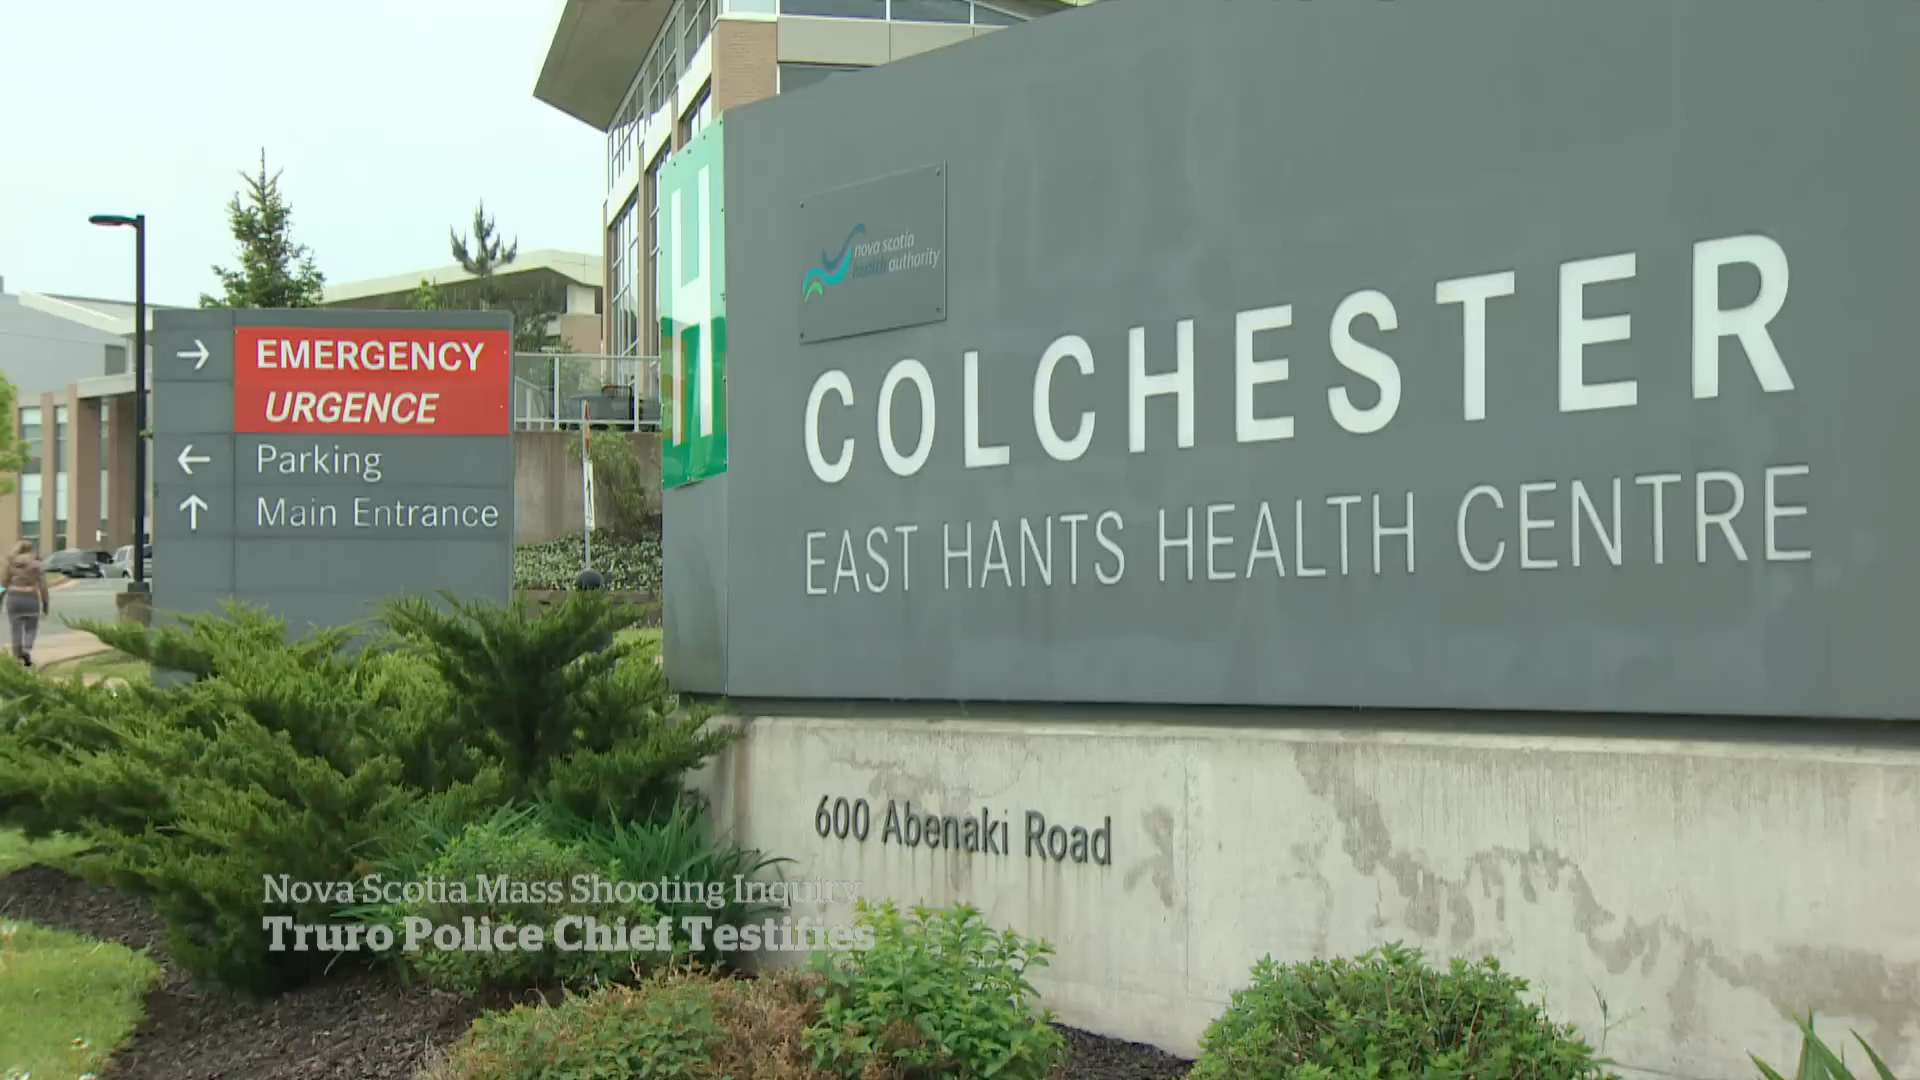 EMERGENCY
URGENCE
Parking
Main Entrance
H
nova scotia
health authority
COLCHESTER
EAST HANTS HEALTH CENTRE
600 Abenaki Road
Nova Scotia Mass Shooting Inquiry
Truro Police Chief Testifies